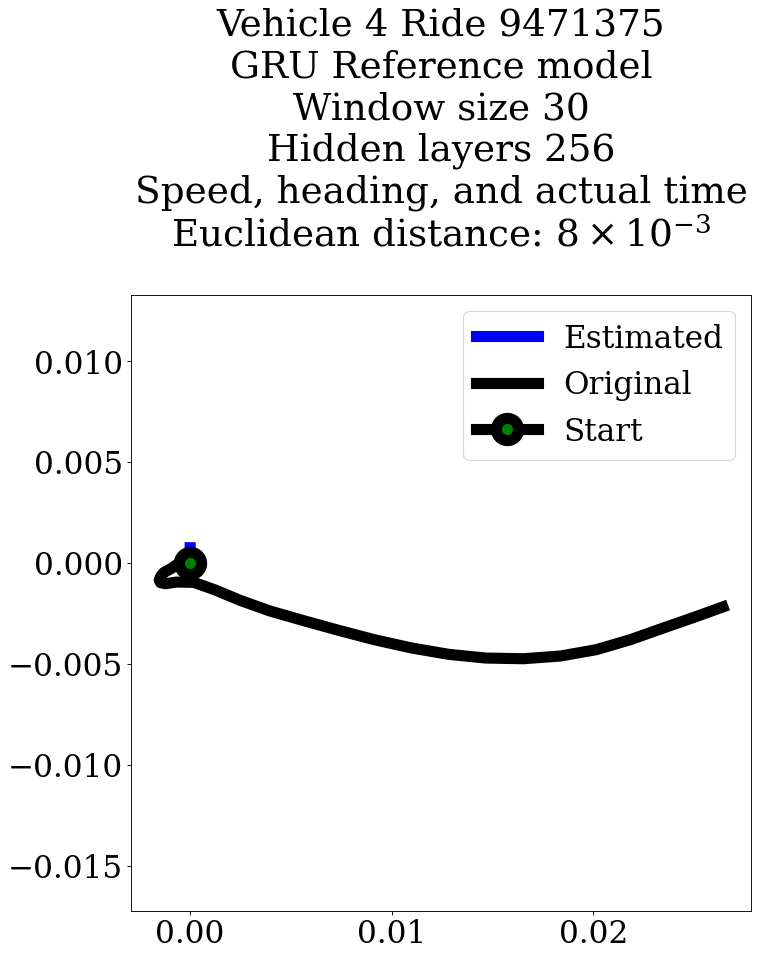 Vehicle 4 Ride 9471375
GRU Reference model
Window size 30
Hidden layers 256
Speed, heading, and actual time
Euclidean distance: 8 × 10⁻³
Estimated
Original
Start
0.010
0.005
0.000
−0.005
−0.010
−0.015
0.00 0.01 0.02